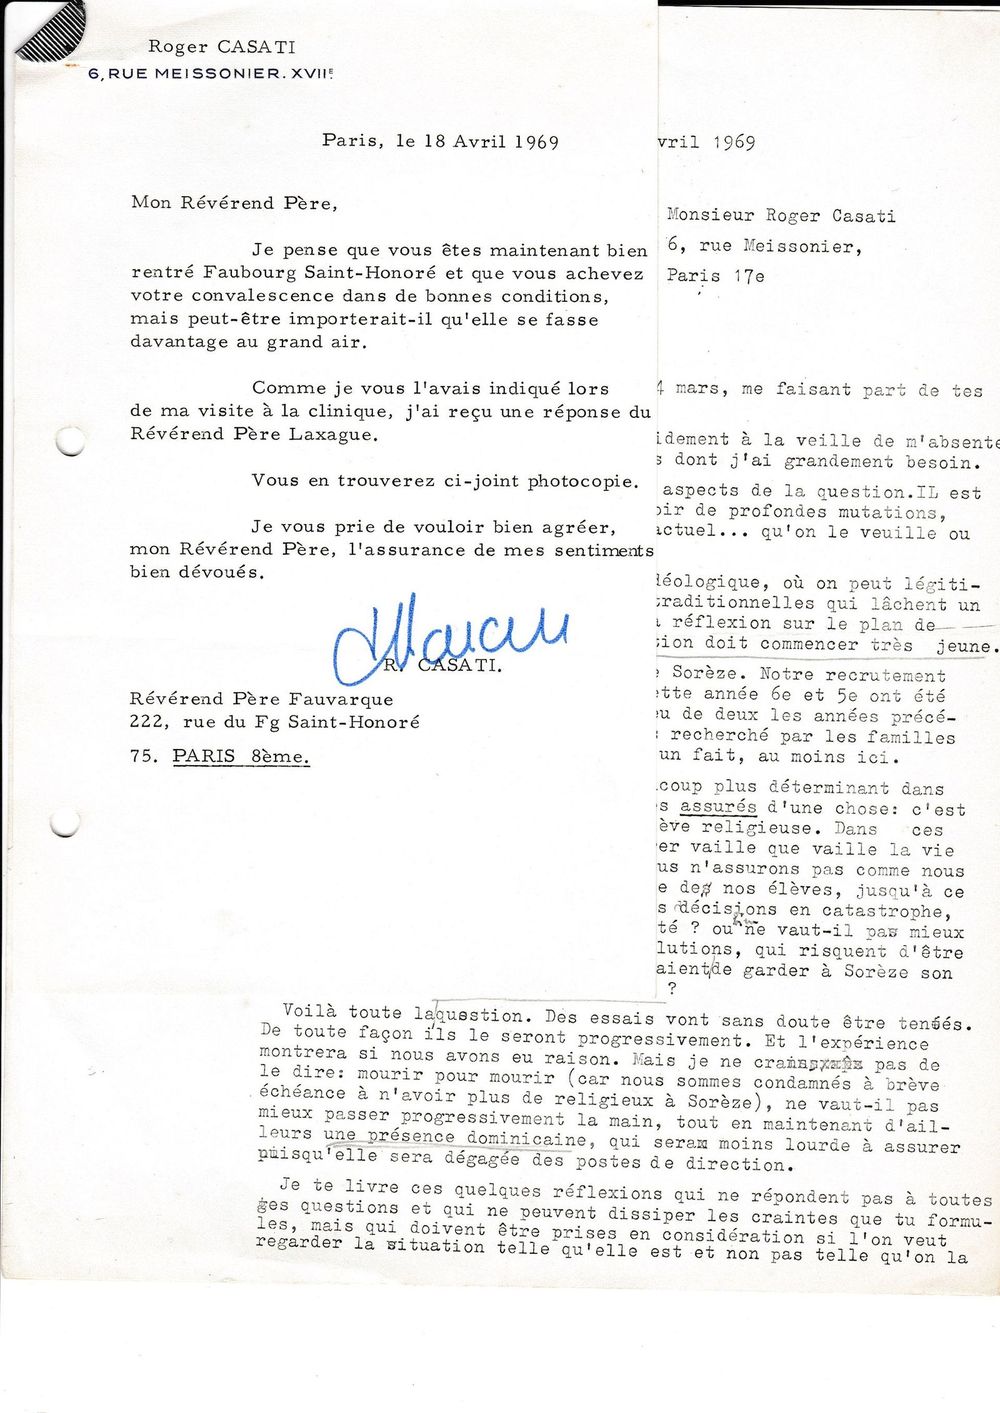 Roger CASATI
6, RUE MEISSONIER. XVIIE
Paris, le 18 Avril 1969
Mon Révérend Père,
Je pense que vous êtes maintenant bien
rentré Faubourg Saint-Honoré et que vous achevez
votre convalescence dans de bonnes conditions,
mais peut-être importerait-il qu'elle se fasse
davantage au grand air.
Comme je vous l'avais indiqué lors
de ma visite à la clinique, j'ai reçu une réponse du
Révérend Père Laxague.
Vous en trouverez ci-joint photocopie.
Je vous prie de vouloir bien agréer,
mon Révérend Père, l'assurance de mes sentiments
bien dévoués.
R. CASATI.
Révérend Père Fauvarque
222, rue du Fg Saint-Honoré
75. PARIS 8ème.
vril 1969
Monsieur Roger Casati
6, rue Meissonier,
Paris 17e
4 mars, me faisant part de tes
idement à la veille de m'absente
s dont j'ai grandement besoin.
aspects de la question.IL est
oir de profondes mutations,
actuel... qu'on le veuille ou
déologique, où on peut légiti-
traditionnelles qui lâchent un
réflexion sur le plan de
sion doit commencer très jeune.
Sorèze. Notre recrutement
ette année 6e et 5e ont été
eu de deux les années précé-
recherché par les familles
un fait, au moins ici.
coup plus déterminant dans
s assurés d'une chose: c'est
ève religieuse. Dans ces
er vaille que vaille la vie
us n'assurons pas comme nous
e des nos élèves, jusqu'à ce
s décisions en catastrophe,
té ? ou ne vaut-il pas mieux
lutions, qui risquent d'être
aient de garder à Sorèze son
?
Voilà toute la question. Des essais vont sans doute être tentés.
De toute façon ils le seront progressivement. Et l'expérience
montrera si nous avons eu raison. Mais je ne crains pas de
le dire: mourir pour mourir (car nous sommes condamnés à brève
échéance à n'avoir plus de religieux à Sorèze), ne vaut-il pas
mieux passer progressivement la main, tout en maintenant d'ail-
leurs une présence dominicaine, qui sera moins lourde à assurer
puisqu'elle sera dégagée des postes de direction.
Je te livre ces quelques réflexions qui ne répondent pas à toutes
ges questions et qui ne peuvent dissiper les craintes que tu formu-
les, mais qui doivent être prises en considération si l'on veut
regarder la situation telle qu'elle est et non pas telle qu'on la